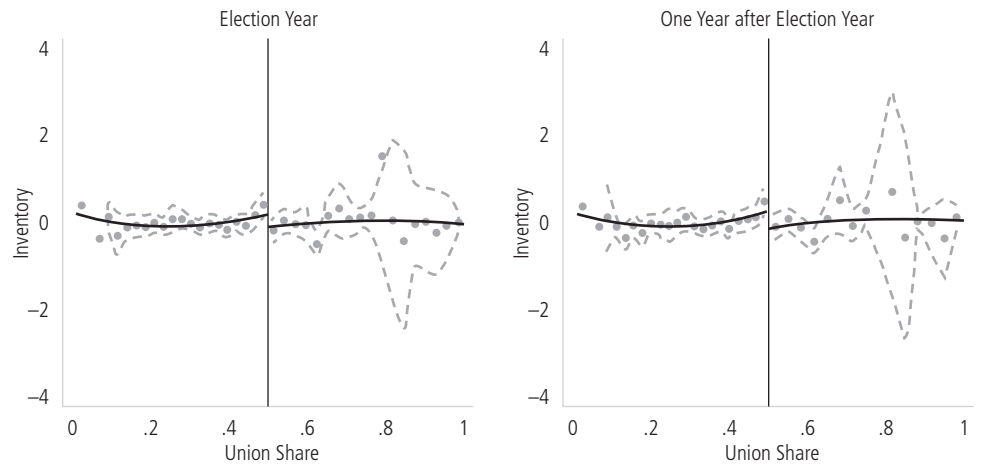 Election Year
4
2
0
−2
−4
Inventory
0 .2 .4 .6 .8 1
Union Share
One Year after Election Year
4
2
0
−2
−4
Inventory
0 .2 .4 .6 .8 1
Union Share